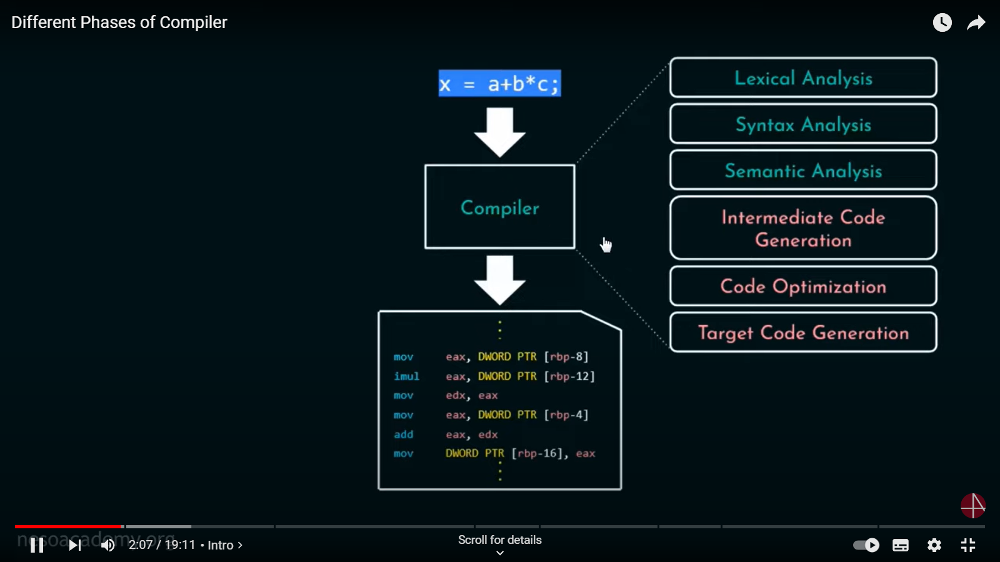 Different Phases of Compiler
x = a+b*c;
Compiler
Lexical Analysis
Syntax Analysis
Semantic Analysis
Intermediate Code
Generation
Code Optimization
Target Code Generation
mov eax, DWORD PTR [rbp-8]
imul eax, DWORD PTR [rbp-12]
mov edx, eax
mov eax, DWORD PTR [rbp-4]
add eax, edx
mov DWORD PTR [rbp-16], eax
nesoacademy.org
2:07 / 19:11 • Intro >
Scroll for details